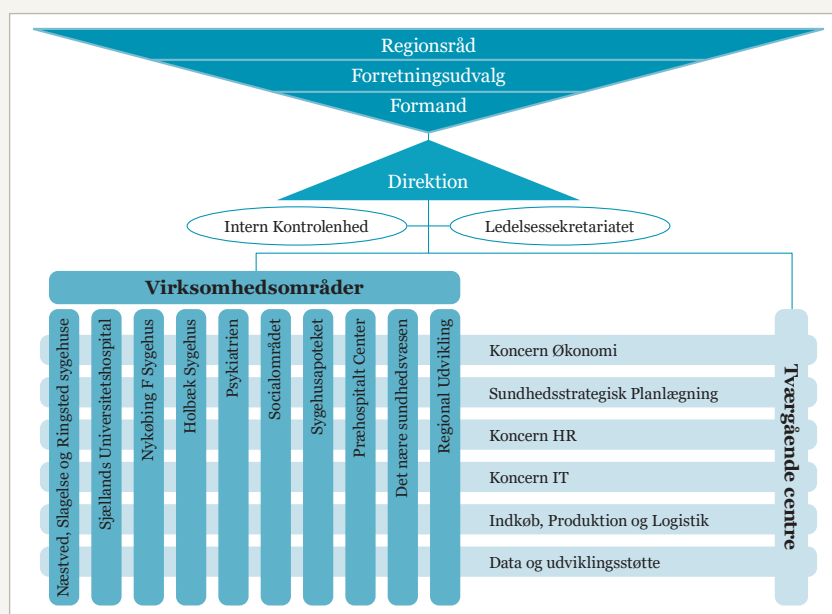 Regionsråd
Forretningsudvalg
Formand
Direktion
Intern Kontrolenhed
Ledelsessekretariatet
Virksomhedsområder
Næstved, Slagelse og Ringsted sygehuse
Sjællands Universitetshospital
Nykøbing F Sygehus
Holbæk Sygehus
Psykiatrien
Socialområdet
Sygehusapoteket
Præhospitalt Center
Det nære sundhedsvæsen
Regional Udvikling
Koncern Økonomi
Sundhedsstrategisk Planlægning
Koncern HR
Koncern IT
Indkøb, Produktion og Logistik
Data og udviklingsstøtte
Tværgående centre